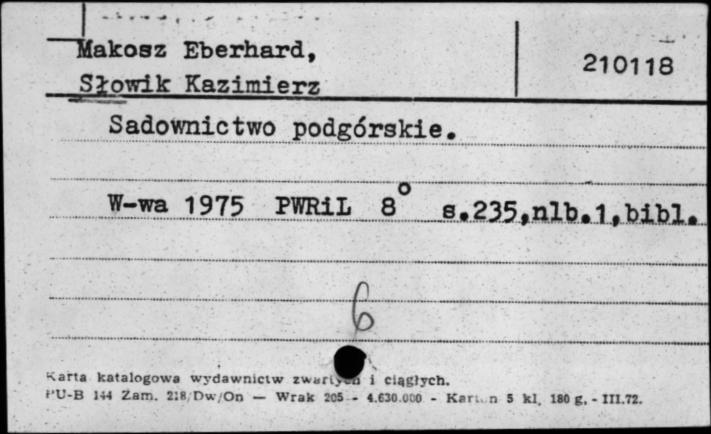 Makosz Eberhard,
Słowik Kazimierz
210118
Sadownictwo podgórskie.
W-wa 1975 PWRiL 8° s.235,nlb.1,bibl.
6
Karta katalogowa wydawnictw zwartych i ciągłych.
PU-B 144 Zam. 218/Dw/On — Wrak 205 - 4.630.000 - Karton 5 kl. 180 g. - III.72.